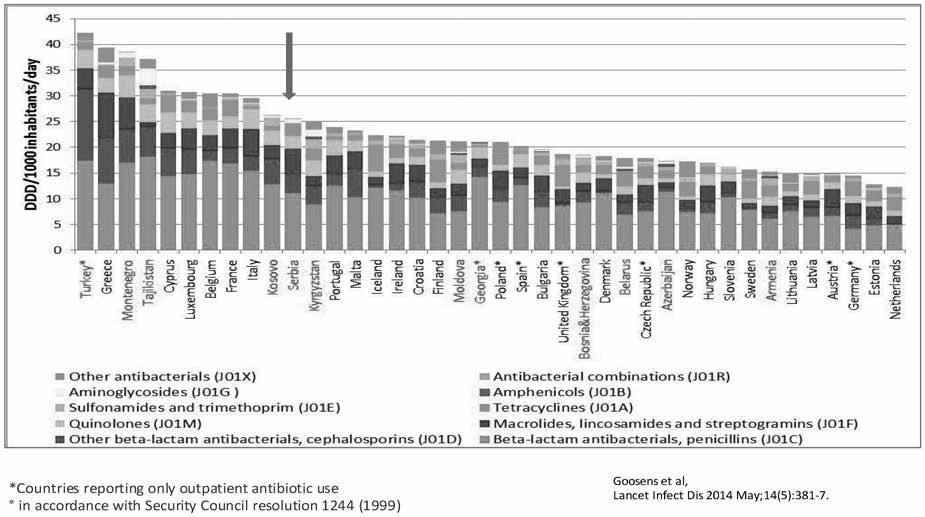 DDD/1000 inhabitants/day
45
40
35
30
25
20
15
10
5
0
Turkey*
Greece
Montenegro
Tajikistan
Cyprus
Luxembourg
Belgium
France
Italy
Kosovo
Serbia
Kyrgyzstan
Portugal
Malta
Iceland
Ireland
Croatia
Finland
Moldova
Georgia*
Poland*
Spain*
Bulgaria
United Kingdom*
Bosnia&Herzegovina
Denmark
Belarus
Czech Republic*
Azerbaijan
Norway
Hungary
Slovenia
Sweden
Armenia
Lithuania
Latvia
Austria*
Germany*
Estonia
Netherlands
Other antibacterials (J01X)
Antibacterial combinations (J01R)
Aminoglycosides (J01G )
Amphenicols (J01B)
Sulfonamides and trimethoprim (J01E)
Tetracyclines (J01A)
Quinolones (J01M)
Macrolides, lincosamides and streptogramins (J01F)
Other beta-lactam antibacterials, cephalosporins (J01D)
Beta-lactam antibacterials, penicillins (J01C)
*Countries reporting only outpatient antibiotic use
° in accordance with Security Council resolution 1244 (1999)
Goosens et al,
Lancet Infect Dis 2014 May;14(5):381-7.